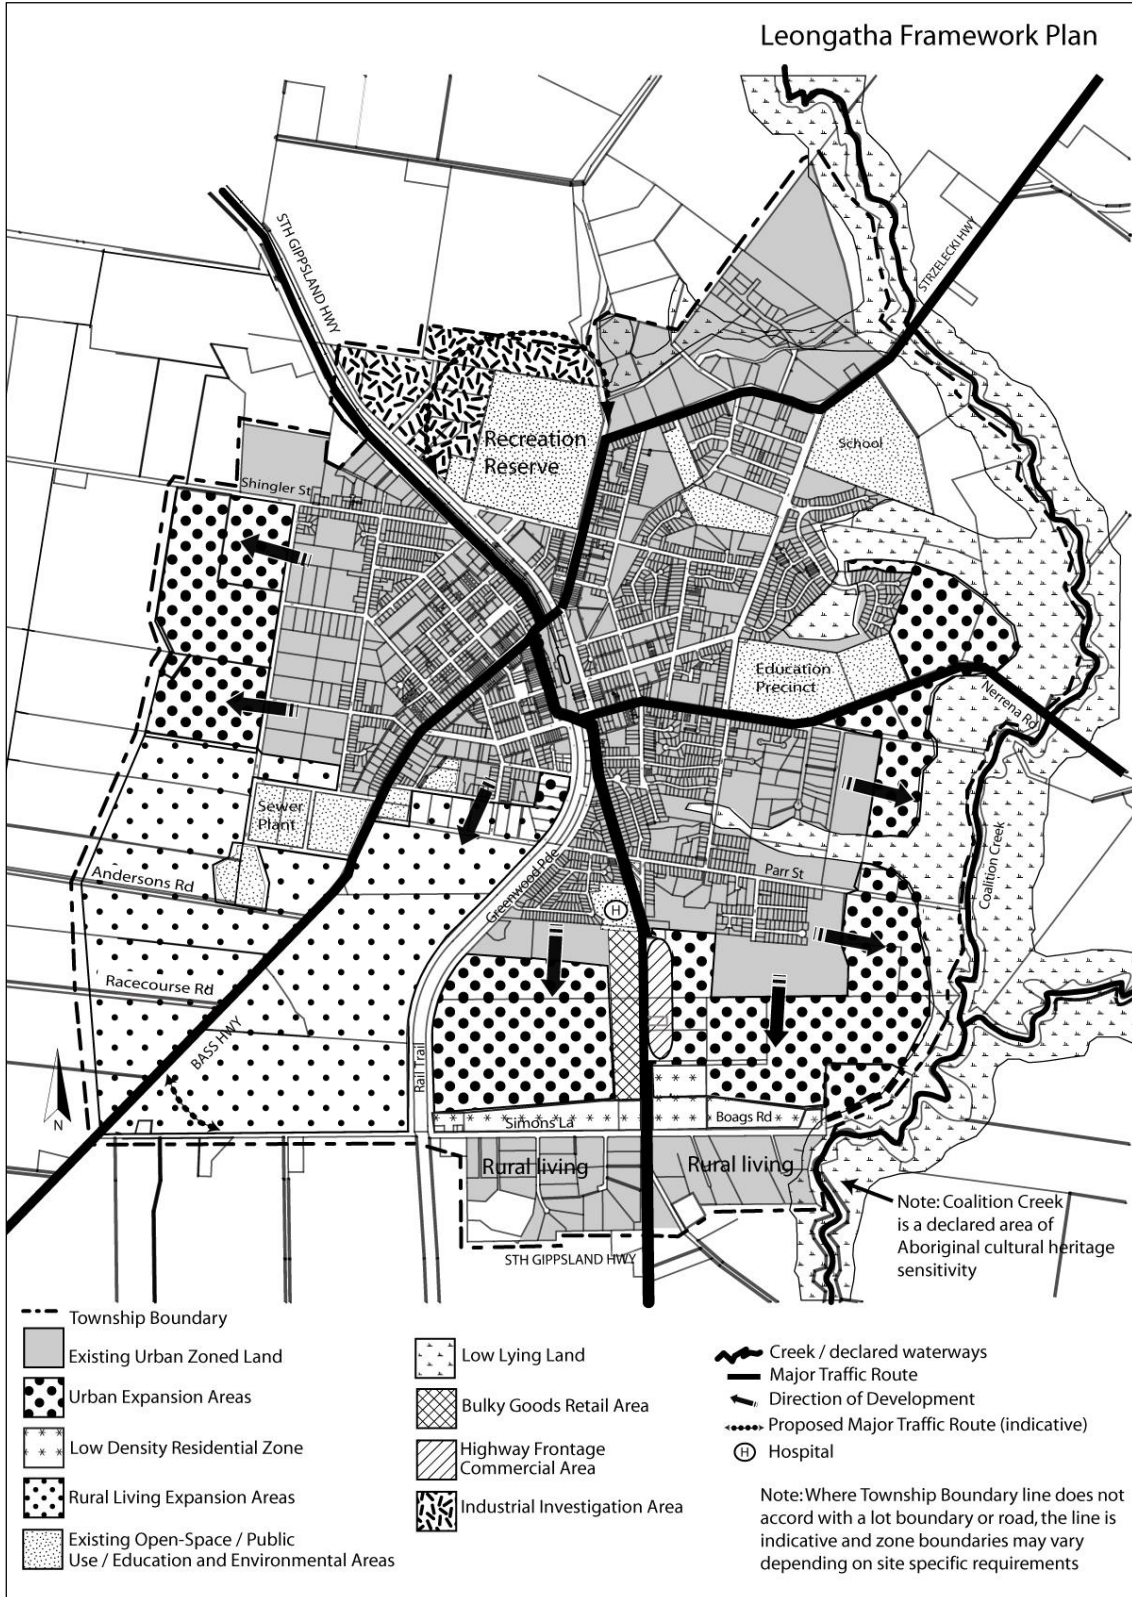 Leongatha Framework Plan
STH GIPPSLAND HWY
STRZELECKI HWY
Recreation
Reserve
School
Shingler St
Education
Precinct
Nerrena Rd
Sewer
Plant
Andersons Rd
Greenwood Pde
Parr St
Coalition Creek
H
Racecourse Rd
BASS HWY
Rail Trail
N
Simons La
Boags Rd
Rural living
Rural living
Note: Coalition Creek
is a declared area of
Aboriginal cultural heritage
sensitivity
STH GIPPSLAND HWY
Township Boundary
Existing Urban Zoned Land
Urban Expansion Areas
Low Density Residential Zone
Rural Living Expansion Areas
Existing Open-Space / Public
Use / Education and Environmental Areas
Low Lying Land
Bulky Goods Retail Area
Highway Frontage
Commercial Area
Industrial Investigation Area
Creek / declared waterways
Major Traffic Route
Direction of Development
Proposed Major Traffic Route (indicative)
H Hospital
Note: Where Township Boundary line does not
accord with a lot boundary or road, the line is
indicative and zone boundaries may vary
depending on site specific requirements